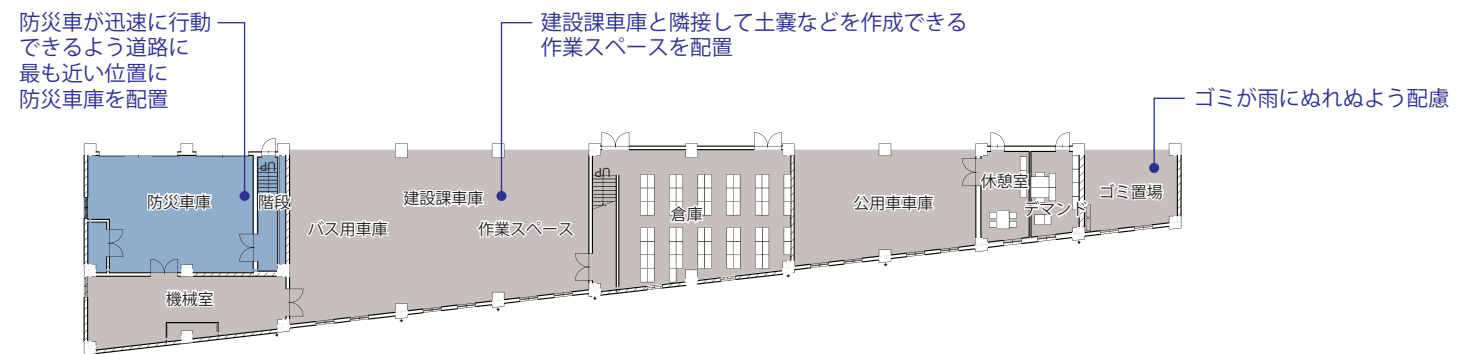 防災車が迅速に行動
できるよう道路に
最も近い位置に
防災車庫を配置
建設課車庫と隣接して土嚢などを作成できる
作業スペースを配置
ゴミが雨にぬれぬよう配慮
UP
UP
防災車庫
階段
建設課車庫
バス用車庫
作業スペース
倉庫
公用車車庫
休憩室
デマンド
ゴミ置場
機械室